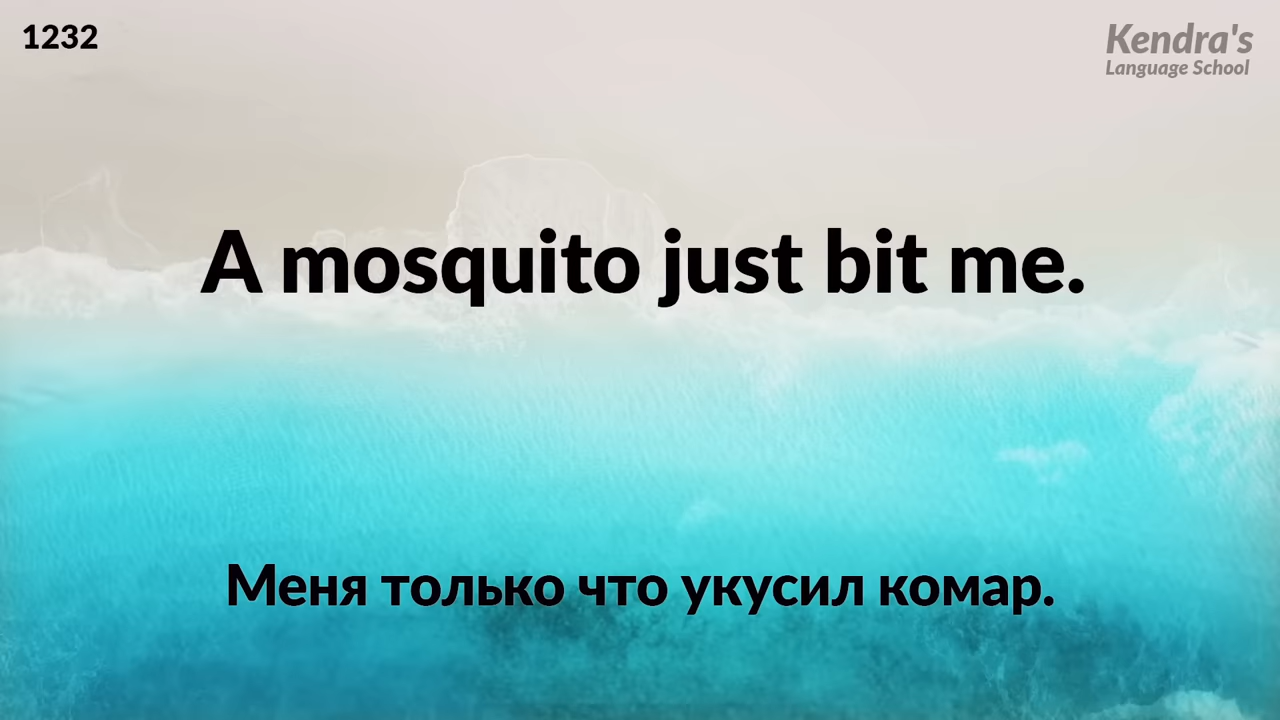 1232
Kendra's
Language School
A mosquito just bit me.
Меня только что укусил комар.